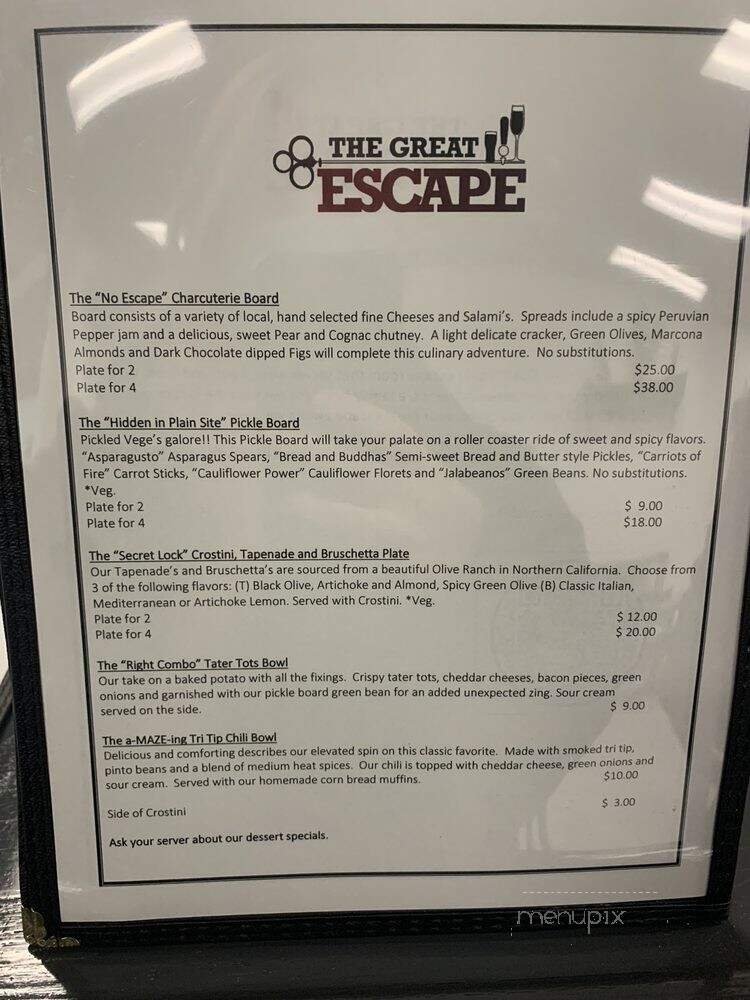 THE GREAT
ESCAPE
The "No Escape" Charcuterie Board
Board consists of a variety of local, hand selected fine Cheeses and Salami's. Spreads include a spicy Peruvian
Pepper jam and a delicious, sweet Pear and Cognac chutney. A light delicate cracker, Green Olives, Marcona
Almonds and Dark Chocolate dipped Figs will complete this culinary adventure. No substitutions.
Plate for 2 $25.00
Plate for 4 $38.00
The "Hidden in Plain Site" Pickle Board
Pickled Vege's galore!! This Pickle Board will take your palate on a roller coaster ride of sweet and spicy flavors.
"Asparagusto" Asparagus Spears, "Bread and Buddhas" Semi-sweet Bread and Butter style Pickles, "Carriots of
Fire" Carrot Sticks, "Cauliflower Power" Cauliflower Florets and "Jalabeanos" Green Beans. No substitutions.
*Veg.
Plate for 2 $ 9.00
Plate for 4 $18.00
The "Secret Lock" Crostini, Tapenade and Bruschetta Plate
Our Tapenade's and Bruschetta's are sourced from a beautiful Olive Ranch in Northern California. Choose from
3 of the following flavors: (T) Black Olive, Artichoke and Almond, Spicy Green Olive (B) Classic Italian,
Mediterranean or Artichoke Lemon. Served with Crostini. *Veg.
Plate for 2 $ 12.00
Plate for 4 $ 20.00
The "Right Combo" Tater Tots Bowl
Our take on a baked potato with all the fixings. Crispy tater tots, cheddar cheeses, bacon pieces, green
onions and garnished with our pickle board green bean for an added unexpected zing. Sour cream
served on the side. $ 9.00
The a-MAZE-ing Tri Tip Chili Bowl
Delicious and comforting describes our elevated spin on this classic favorite. Made with smoked tri tip,
pinto beans and a blend of medium heat spices. Our chili is topped with cheddar cheese, green onions and
sour cream. Served with our homemade corn bread muffins. $10.00
Side of Crostini $ 3.00
Ask your server about our dessert specials.
menupix